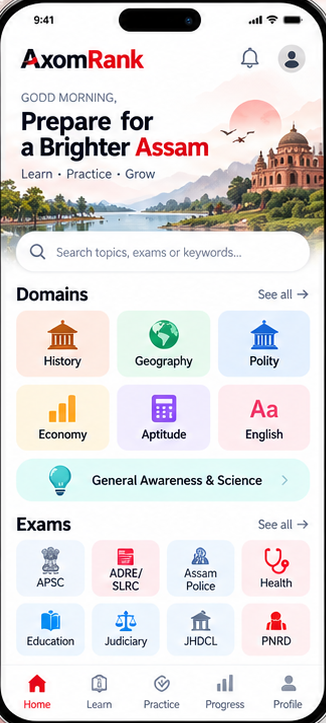 9:41
AxomRank
GOOD MORNING,
Prepare for
a Brighter Assam
Learn • Practice • Grow
Search topics, exams or keywords...
Domains
See all →
History
Geography
Polity
Economy
Aptitude
Aa
English
General Awareness & Science
Exams
See all →
APSC
ADRE/
SLRC
Assam
Police
Health
Education
Judiciary
JHDCL
PNRD
Home
Learn
Practice
Progress
Profile